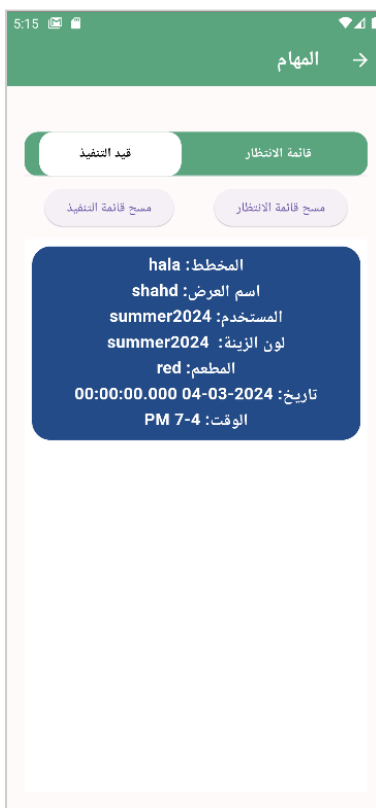 5:15
المهام
قائمة الانتظار
قيد التنفيذ
مسح قائمة الانتظار
مسح قائمة التنفيذ
المخطط: hala
اسم العرض: shahd
المستخدم: summer2024
لون الزينة: summer2024
المطعم: red
تاريخ: 2024-03-04 00:00:00.000
الوقت: 4-7 PM